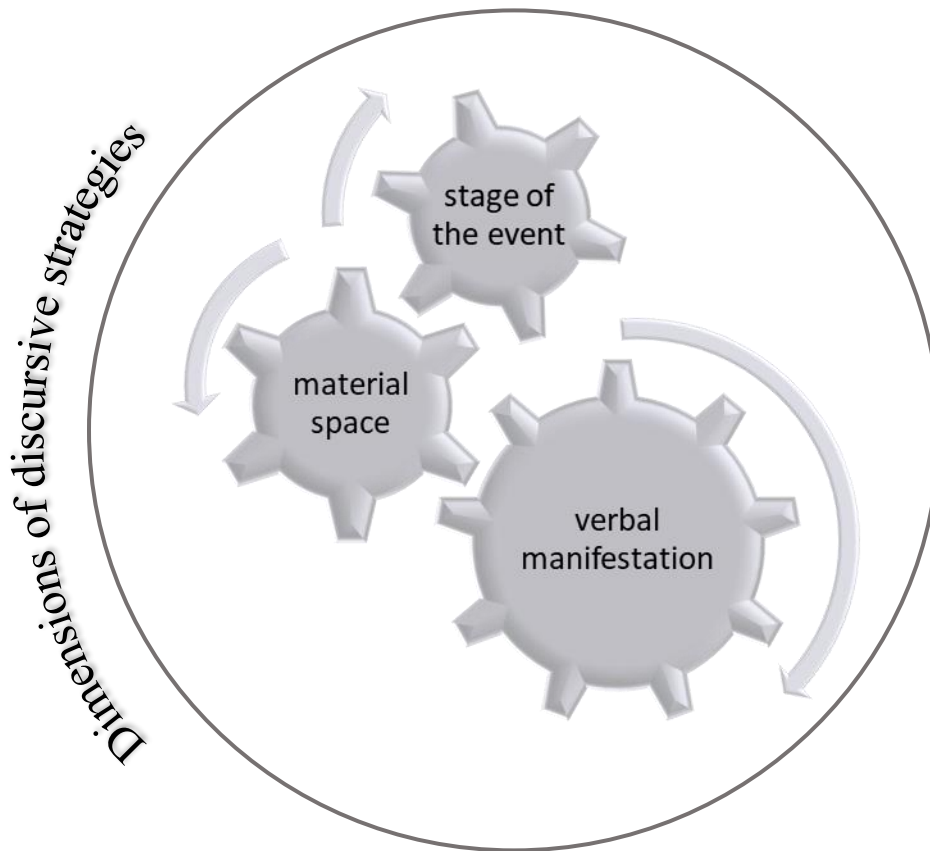 Dimensions of discursive strategies
stage of
the event
material
space
verbal
manifestation